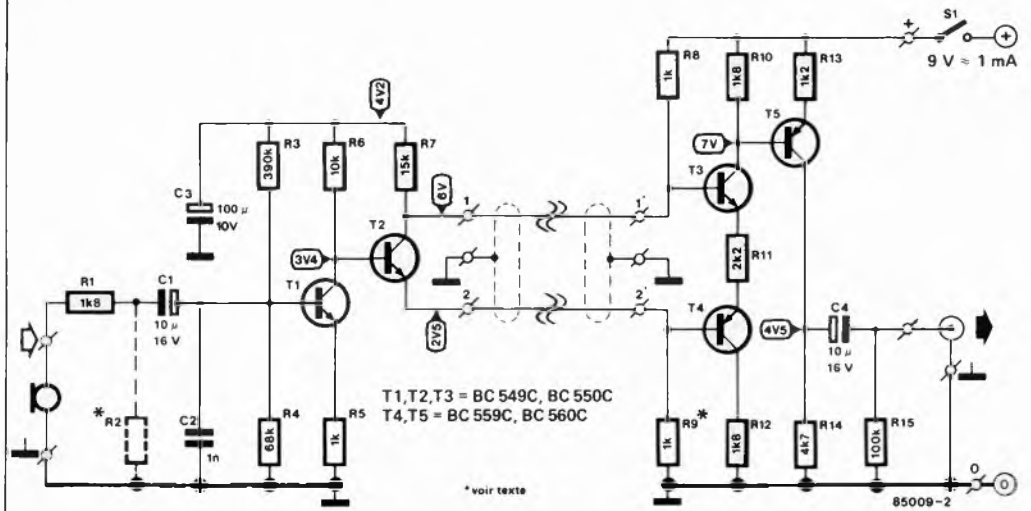 S1
+
+
9 V ≈ 1 mA
R8
1k
R10
1k8
R13
1k2
4V2
T5
7V
T3
R3
390k
R6
10k
R7
15k
6V
1
1'
C3
100 µ
10V
T2
R11
2k2
3V4
R1
1k8
C1
10 µ
16 V
T1
2
2'
2V5
T4
4V5
C4
10 µ
16 V
T1,T2,T3 = BC 549C, BC 550C
T4,T5 = BC 559C, BC 560C
*
R2
C2
1n
R4
68k
R5
1k
R9*
1k
R12
1k8
R14
4k7
R15
100k
0
* voir texte
85009-2